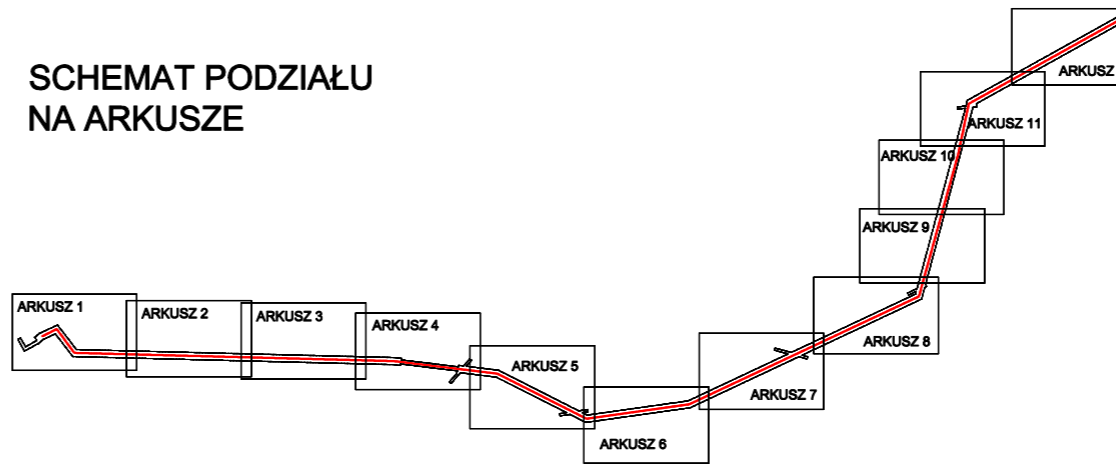 SCHEMAT PODZIAŁU
NA ARKUSZE
ARKUSZ 1
ARKUSZ 2
ARKUSZ 3
ARKUSZ 4
ARKUSZ 5
ARKUSZ 6
ARKUSZ 7
ARKUSZ 8
ARKUSZ 9
ARKUSZ 10
ARKUSZ 11
ARKUSZ